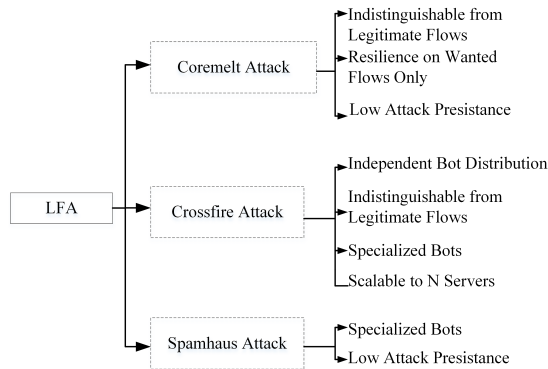 Indistinguishable from
Legitimate Flows
Resilience on Wanted
Flows Only
Coremelt Attack
Low Attack Presistance
Independent Bot Distribution
Indistinguishable from
Legitimate Flows
LFA
Crossfire Attack
Specialized Bots
Scalable to N Servers
Specialized Bots
Spamhaus Attack
Low Attack Presistance